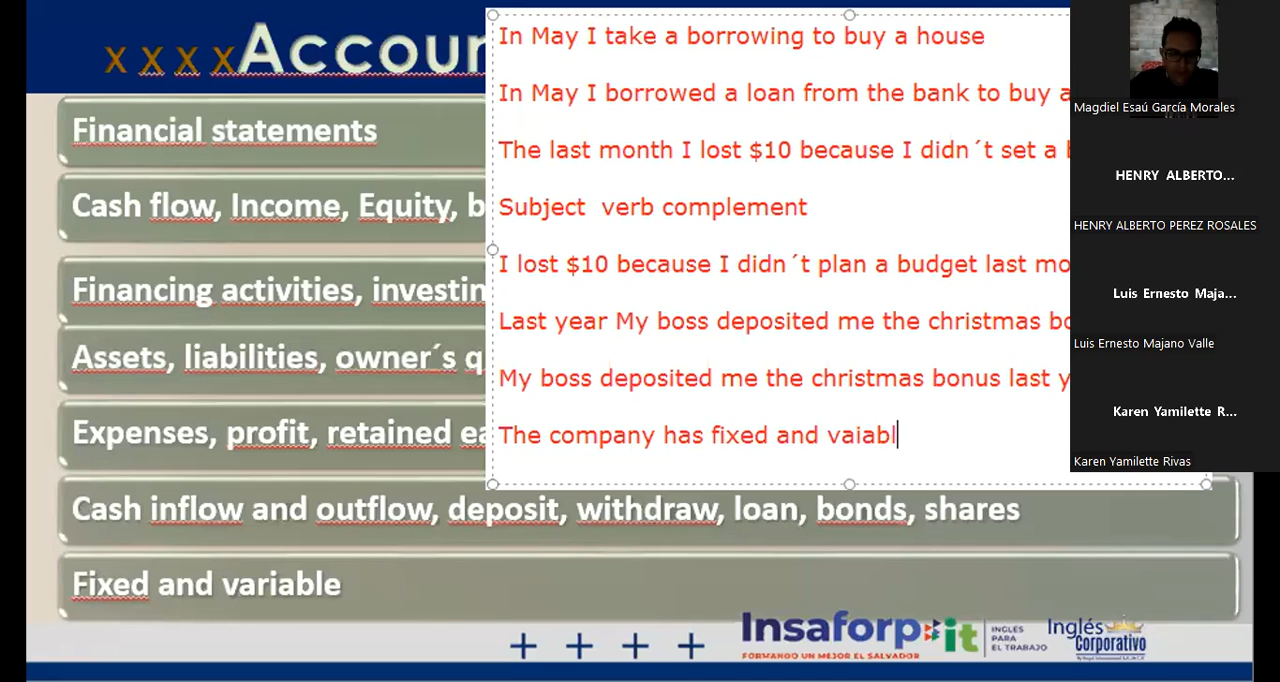 x x x x Accour
Financial statements
Cash flow, Income, Equity, b
Financing activities, investin
Assets, liabilities, owner´s q
Expenses, profit, retained ea
Cash inflow and outflow, deposit, withdraw, loan, bonds, shares
Fixed and variable
In May I take a borrowing to buy a house
In May I borrowed a loan from the bank to buy a
The last month I lost $10 because I didn´t set a b
Subject verb complement
I lost $10 because I didn´t plan a budget last mo
Last year My boss deposited me the christmas bo
My boss deposited me the christmas bonus last y
The company has fixed and vaiabl
Magdiel Esaú García Morales
HENRY ALBERTO...
HENRY ALBERTO PEREZ ROSALES
Luis Ernesto Maja...
Luis Ernesto Majano Valle
Karen Yamilette R...
Karen Yamilette Rivas
+ + + +
Insaforp
FORMANDO UN MEJOR EL SALVADOR
it
INGLÉS
PARA
EL TRABAJO
Inglés
Corporativo